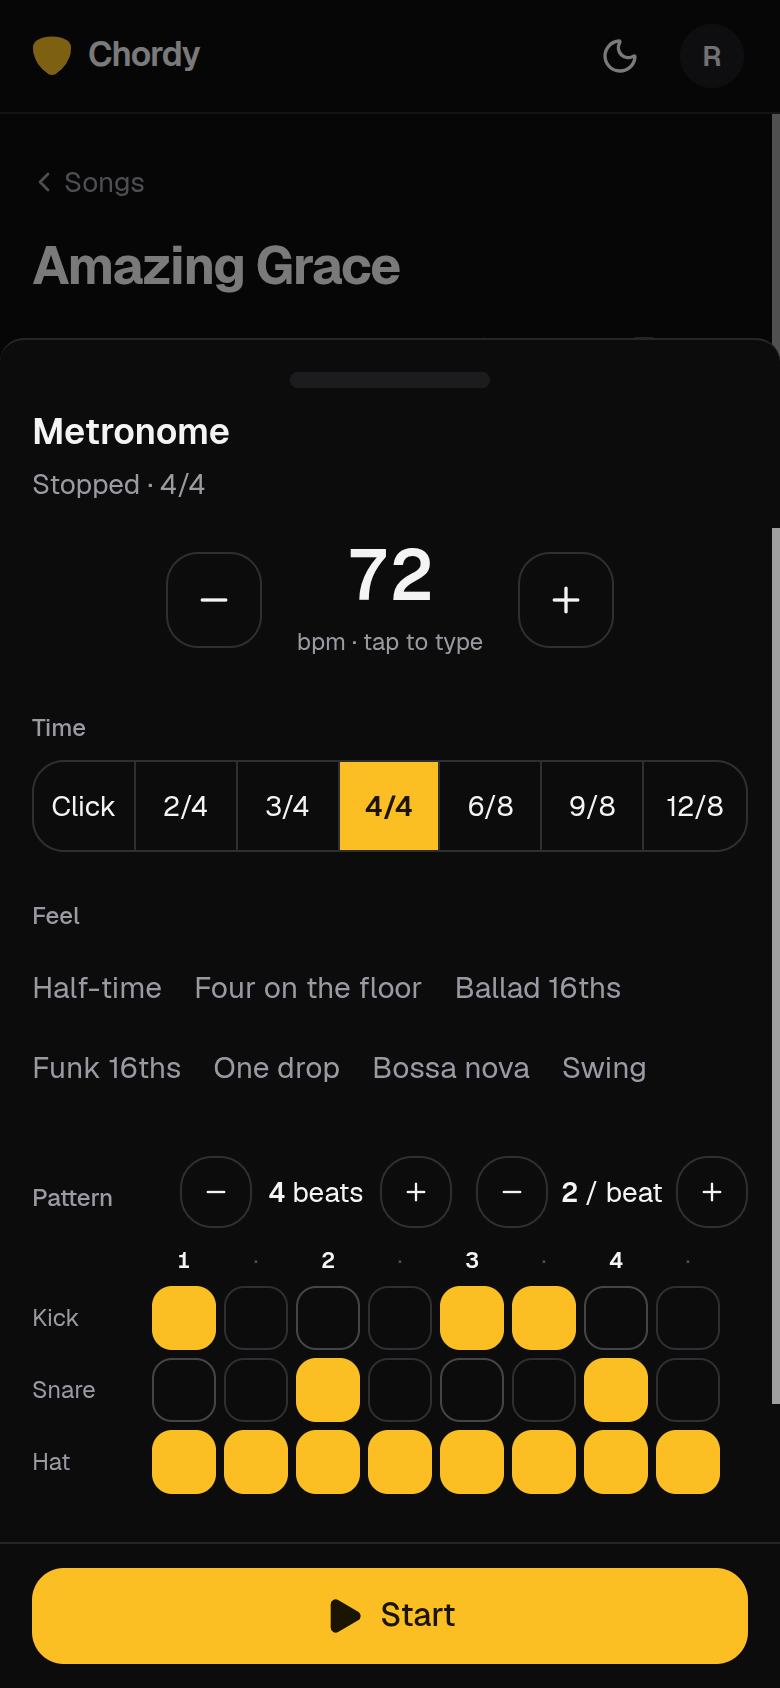 Chordy
R
Songs
Amazing Grace
Metronome
Stopped · 4/4
72
bpm · tap to type
Time
Click 2/4 3/4 4/4 6/8 9/8 12/8
Feel
Half-time Four on the floor Ballad 16ths
Funk 16ths One drop Bossa nova Swing
Pattern − 4 beats + − 2 / beat +
1 · 2 · 3 · 4 ·
Kick
Snare
Hat
Start